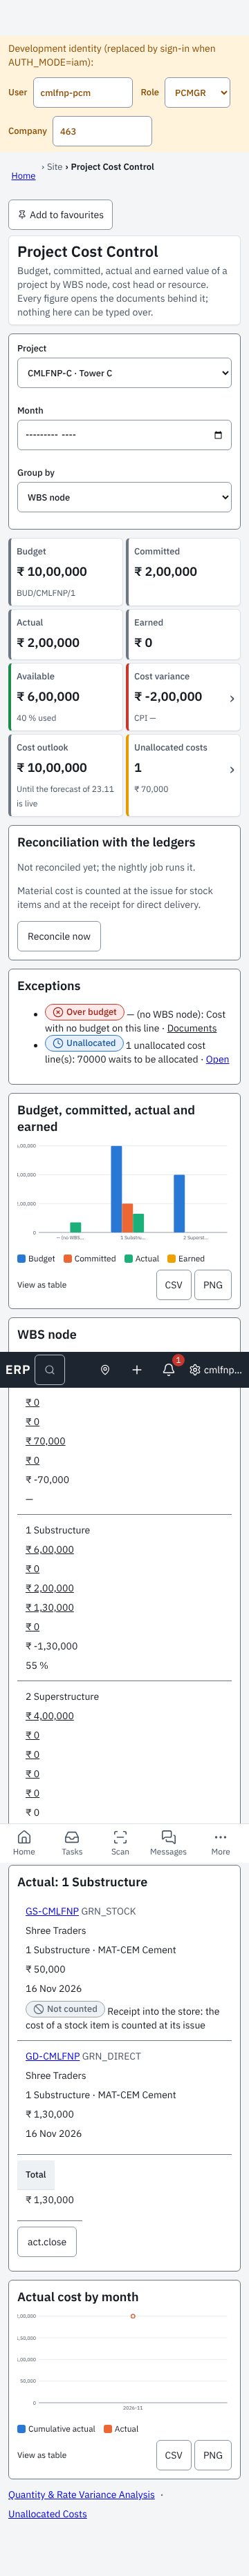 Development identity (replaced by sign-in when
AUTH_MODE=iam):
User cmlfnp-pcm Role PCMGR
Company 463
Home › Site › Project Cost Control
Add to favourites
Project Cost Control
Budget, committed, actual and earned value of a
project by WBS node, cost head or resource.
Every figure opens the documents behind it;
nothing here can be typed over.
Project
CMLFNP-C · Tower C
Month
--------- ----
Group by
WBS node
Budget
₹ 10,00,000
BUD/CMLFNP/1
Committed
₹ 2,00,000
Actual
₹ 2,00,000
Earned
₹ 0
Available
₹ 6,00,000
40 % used
Cost variance
₹ -2,00,000
CPI —
Cost outlook
₹ 10,00,000
Until the forecast of 23.11
is live
Unallocated costs
1
₹ 70,000
Reconciliation with the ledgers
Not reconciled yet; the nightly job runs it.
Material cost is counted at the issue for stock
items and at the receipt for direct delivery.
Reconcile now
Exceptions
Over budget — (no WBS node): Cost
with no budget on this line · Documents
Unallocated 1 unallocated cost
line(s): 70000 waits to be allocated · Open
Budget, committed, actual and
earned
0
— (no WBS...
1 Substru...
2 Superst...
Budget Committed Actual Earned
View as table
CSV
PNG
WBS node
ERP
1
cmlfnp...
₹ 0
₹ 0
₹ 70,000
₹ 0
₹ -70,000
—
1 Substructure
₹ 6,00,000
₹ 0
₹ 2,00,000
₹ 1,30,000
₹ 0
₹ -1,30,000
55 %
2 Superstructure
₹ 4,00,000
₹ 0
₹ 0
₹ 0
₹ 0
₹ 0
Home
Tasks
Scan
Messages
More
Actual: 1 Substructure
GS-CMLFNP GRN_STOCK
Shree Traders
1 Substructure · MAT-CEM Cement
₹ 50,000
16 Nov 2026
Not counted Receipt into the store: the
cost of a stock item is counted at its issue
GD-CMLFNP GRN_DIRECT
Shree Traders
1 Substructure · MAT-CEM Cement
₹ 1,30,000
16 Nov 2026
Total
₹ 1,30,000
act.close
Actual cost by month
50,000
0
2026-11
Cumulative actual Actual
View as table
CSV
PNG
Quantity & Rate Variance Analysis ·
Unallocated Costs